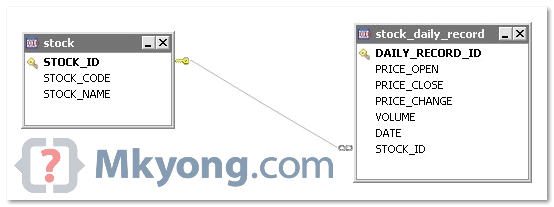 stock
STOCK_ID
STOCK_CODE
STOCK_NAME
stock_daily_record
DAILY_RECORD_ID
PRICE_OPEN
PRICE_CLOSE
PRICE_CHANGE
VOLUME
DATE
STOCK_ID
{?} Mkyong.com